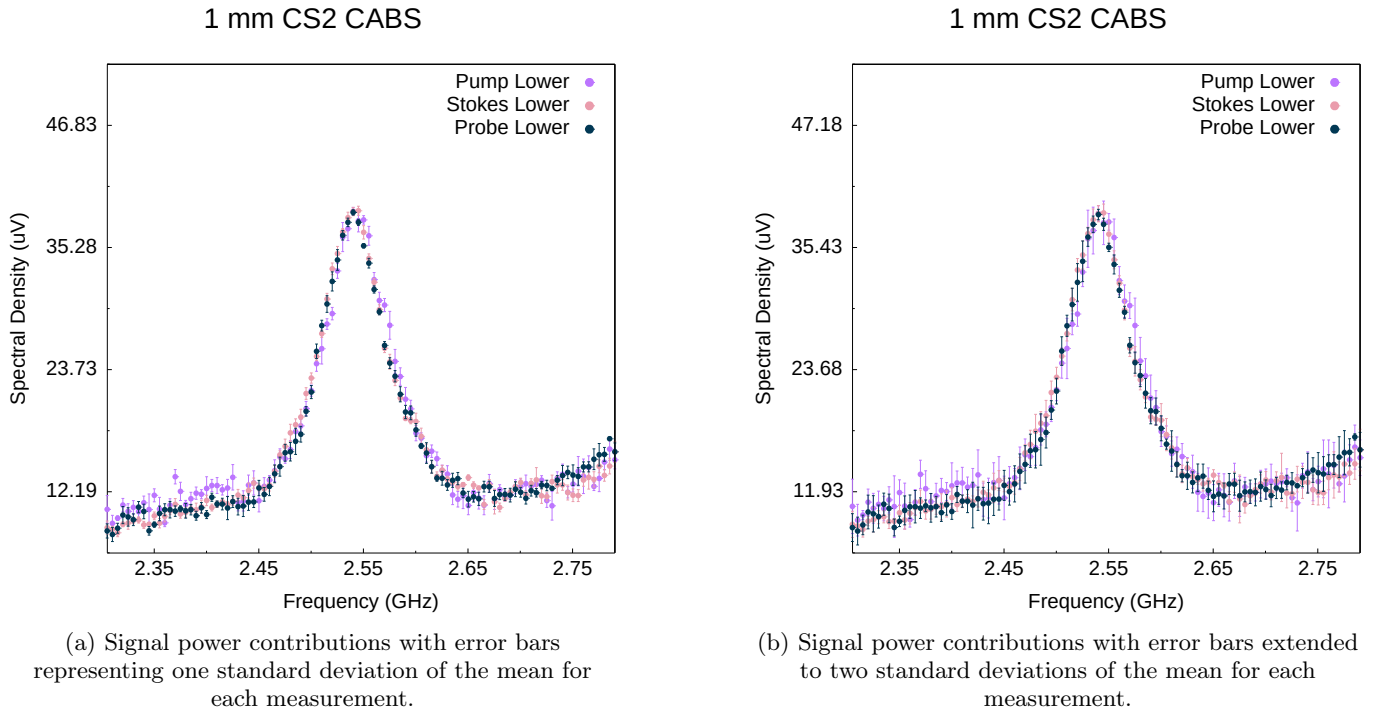 1 mm CS2 CABS
Pump Lower
Stokes Lower
Probe Lower
46.83
35.28
23.73
12.19
Spectral Density (uV)
2.35
2.45
2.55
2.65
2.75
Frequency (GHz)
(a) Signal power contributions with error bars
representing one standard deviation of the mean for
each measurement.
1 mm CS2 CABS
Pump Lower
Stokes Lower
Probe Lower
47.18
35.43
23.68
11.93
Spectral Density (uV)
2.35
2.45
2.55
2.65
2.75
Frequency (GHz)
(b) Signal power contributions with error bars extended
to two standard deviations of the mean for each
measurement.